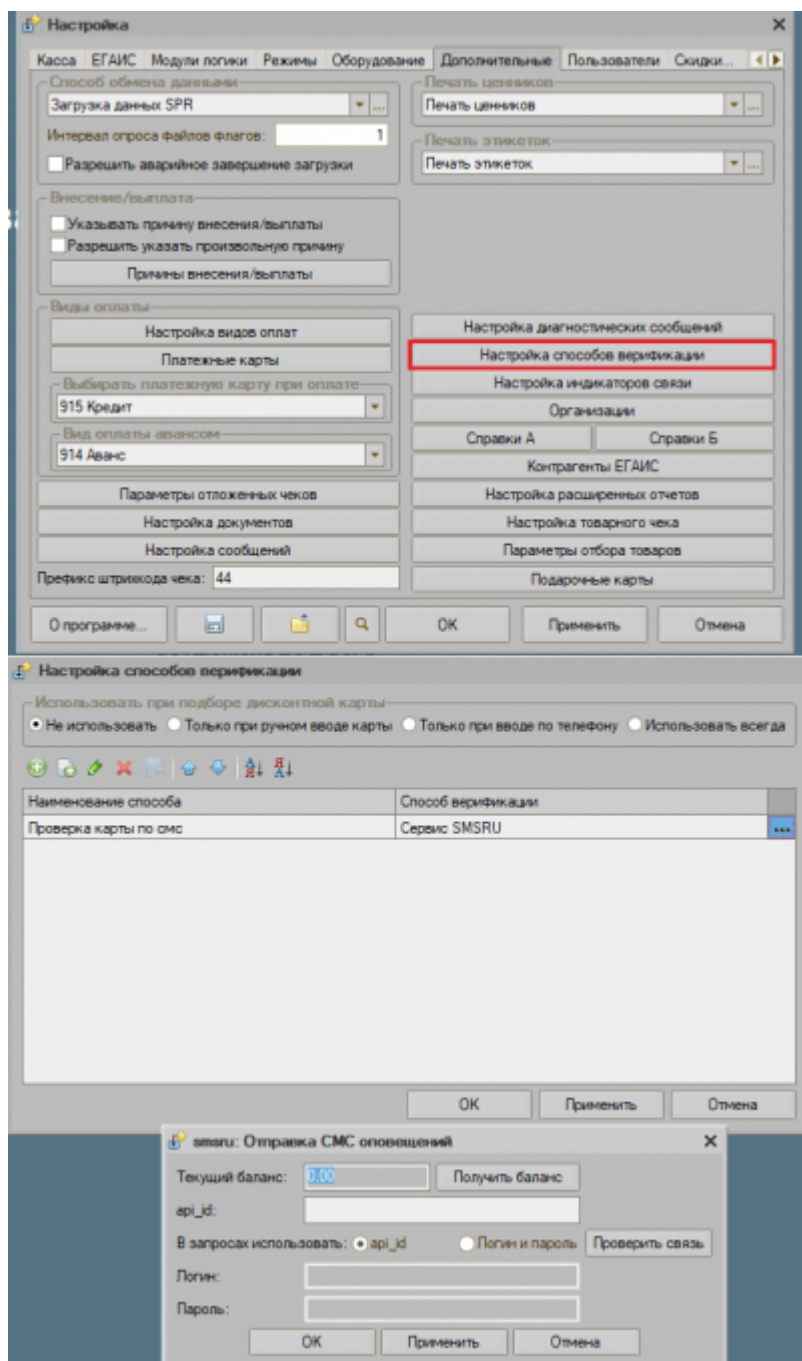 Настройка
Касса ЕГАИС Модули логики Режимы Оборудование Дополнительные Пользователи Скидки...
Способ обмена данными
Загрузка данных SPR ...
Интервал опроса файлов флагов: 1
Разрешить аварийное завершение загрузки
Печать ценников
Печать ценников ...
Печать этикеток
Печать этикеток ...
Внесение/выплата
Указывать причину внесения/выплаты
Разрешить указать произвольную причину
Причины внесения/выплаты
Виды оплаты
Настройка видов оплат
Платежные карты
Выбирать платежную карту при оплате
915 Кредит
Вид оплаты авансом
914 Аванс
Параметры отложенных чеков
Настройка документов
Настройка сообщений
Префикс штрихкода чека: 44
Настройка диагностических сообщений
Настройка способов верификации
Настройка индикаторов связи
Организации
Справки А Справки Б
Контрагенты ЕГАИС
Настройка расширенных отчетов
Настройка товарного чека
Параметры отбора товаров
Подарочные карты
О программе... ОК Применить Отмена
Настройка способов верификации
Использовать при подборе дисконтной карты
Не использовать Только при ручном вводе карты Только при вводе по телефону Использовать всегда
Наименование способа Способ верификации
Проверка карты по смс Сервис SMSRU ...
ОК Применить Отмена
smsru: Отправка СМС оповещений
Текущий баланс: 0,00 Получить баланс
api_id:
В запросах использовать: api_id Логин и пароль Проверить связь
Логин:
Пароль:
ОК Применить Отмена